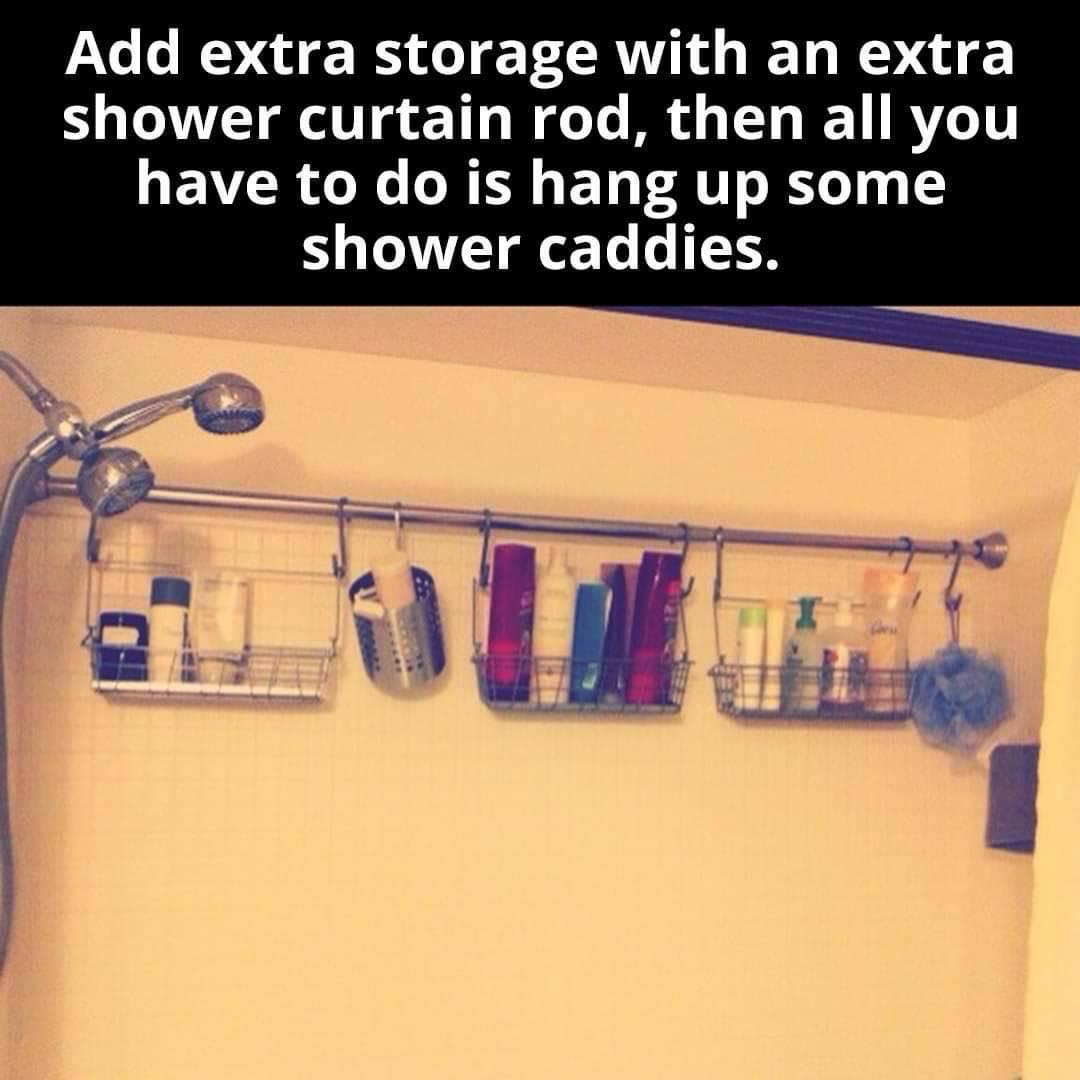 Add extra storage with an extra
shower curtain rod, then all you
have to do is hang up some
shower caddies.